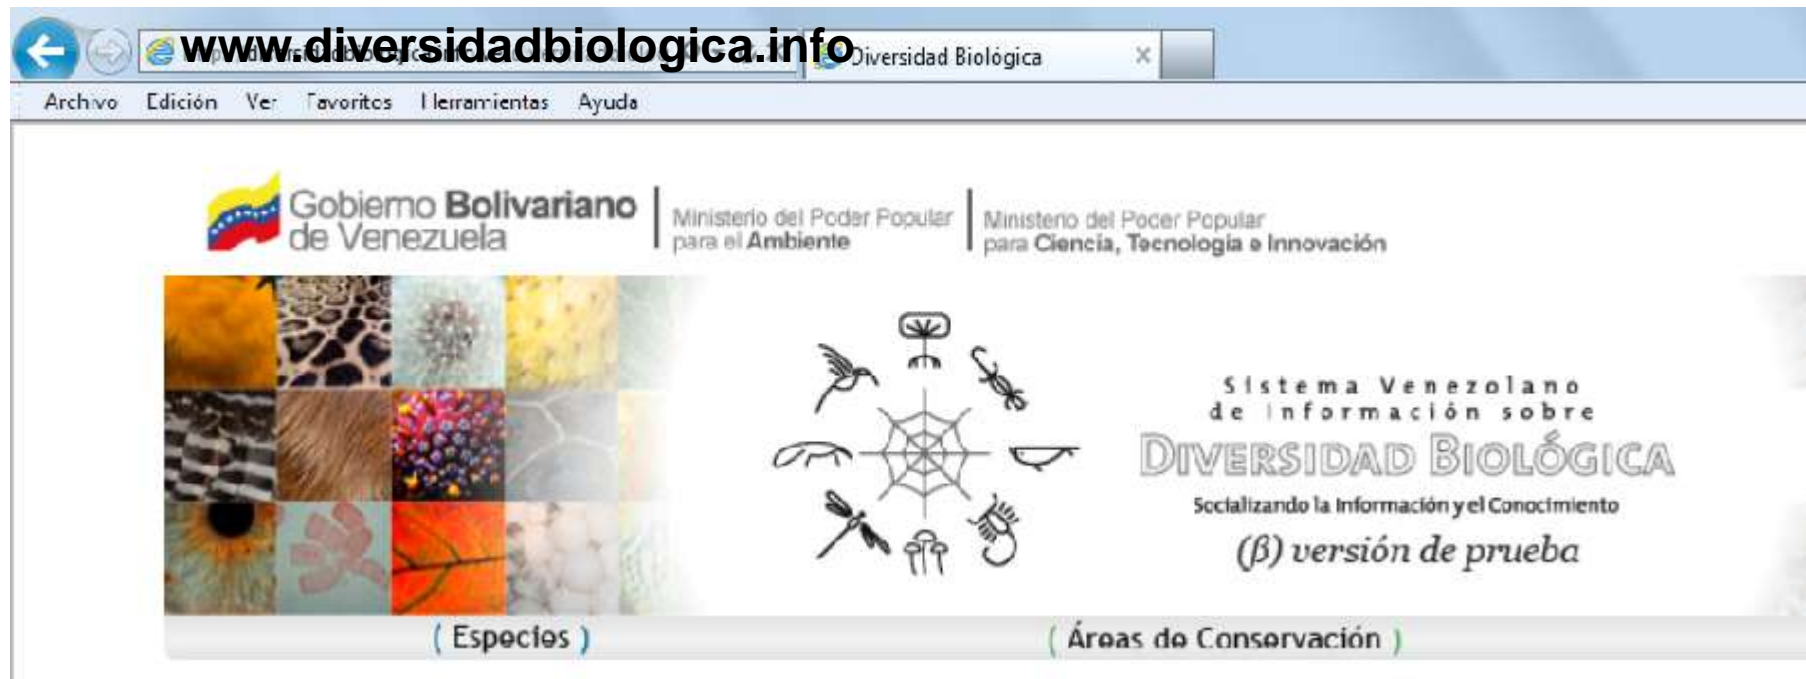 www.diversidadbiologica.info
Diversidad Biológica
Archivo Edición Ver Favoritos Herramientas Ayuda
Gobierno Bolivariano
de Venezuela
Ministerio del Poder Popular
para el Ambiente
Ministerio del Poder Popular
para Ciencia, Tecnología e Innovación
Sistema Venezolano
de Información sobre
DIVERSIDAD BIOLÓGICA
Socializando la Información y el Conocimiento
(β) versión de prueba
( Especies )
( Áreas de Conservación )